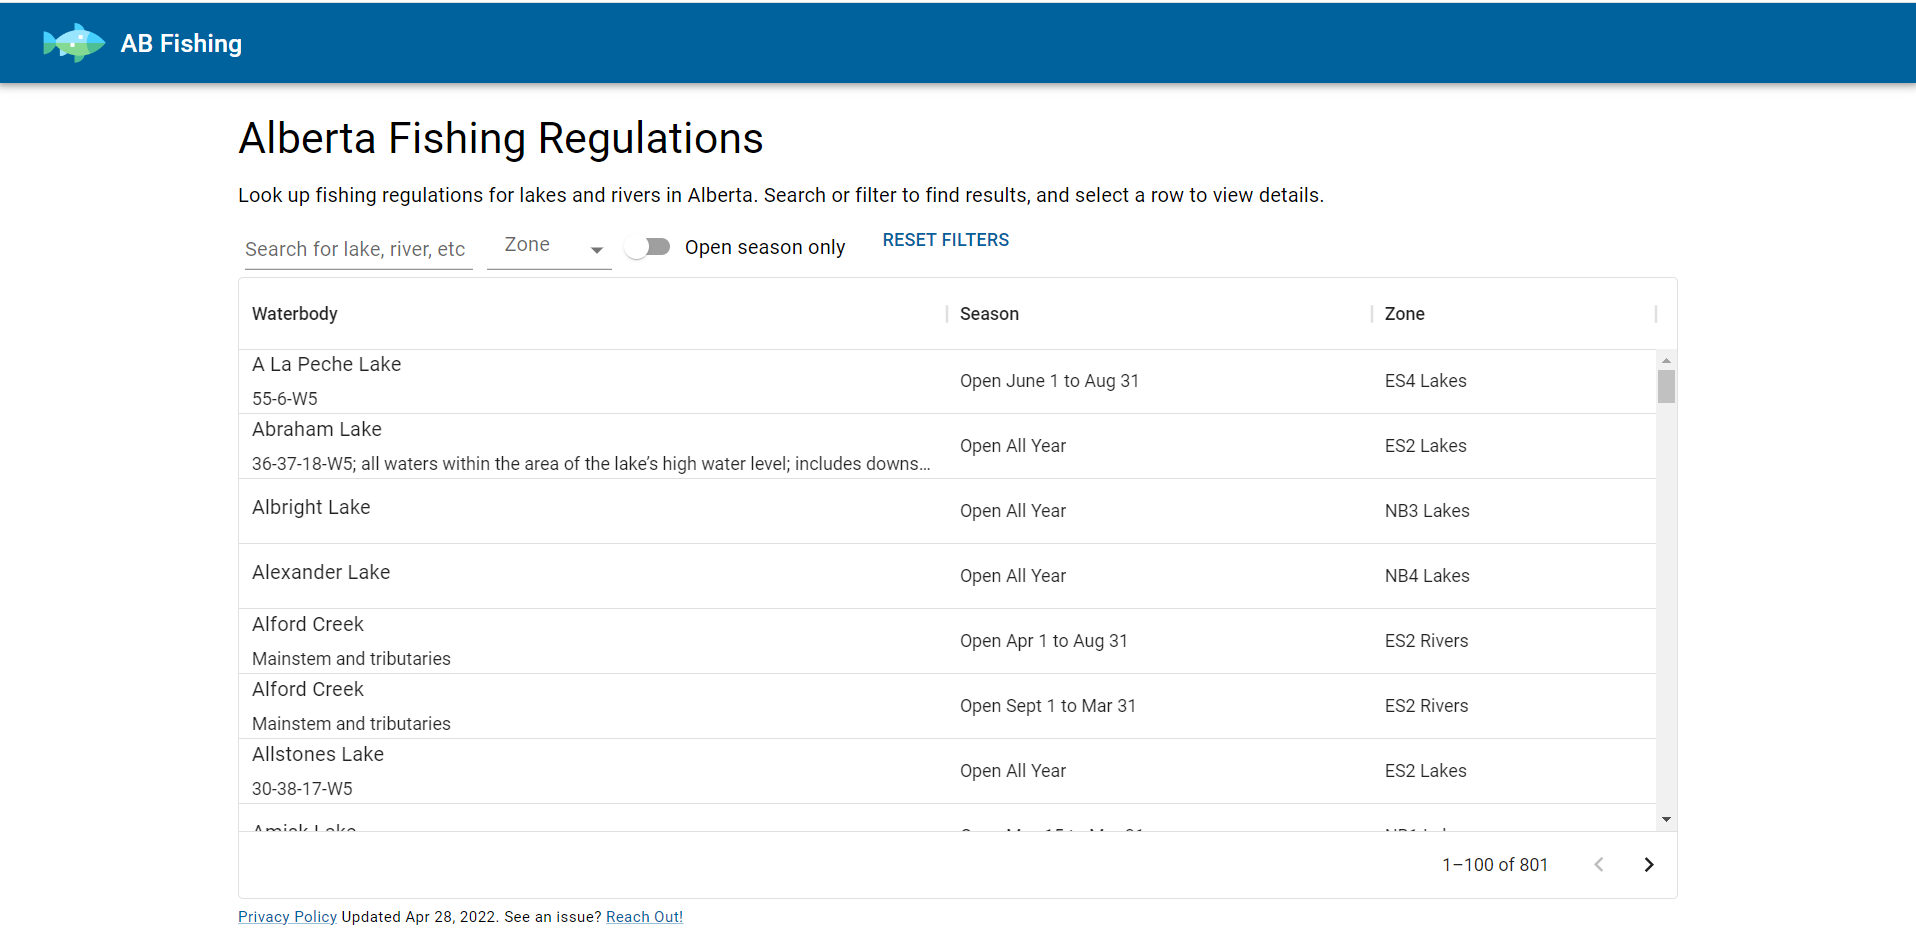 AB Fishing
Alberta Fishing Regulations
Look up fishing regulations for lakes and rivers in Alberta. Search or filter to find results, and select a row to view details.
Search for lake, river, etc Zone Open season only RESET FILTERS
Waterbody Season Zone
A La Peche Lake
55-6-W5
Open June 1 to Aug 31 ES4 Lakes
Abraham Lake
36-37-18-W5; all waters within the area of the lake’s high water level; includes downs...
Open All Year ES2 Lakes
Albright Lake Open All Year NB3 Lakes
Alexander Lake Open All Year NB4 Lakes
Alford Creek
Mainstem and tributaries
Open Apr 1 to Aug 31 ES2 Rivers
Alford Creek
Mainstem and tributaries
Open Sept 1 to Mar 31 ES2 Rivers
Allstones Lake
30-38-17-W5
Open All Year ES2 Lakes
1–100 of 801
Privacy Policy Updated Apr 28, 2022. See an issue? Reach Out!